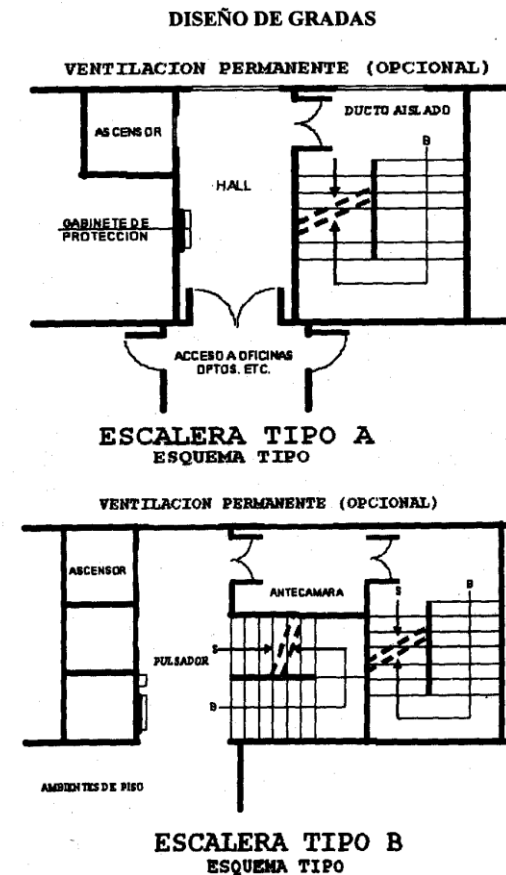 DISEÑO DE GRADAS
VENTILACION PERMANENTE (OPCIONAL)
ASCENSOR
DUCTO AISLADO
B
HALL
GABINETE DE
PROTECCION
ACCESO A OFICINAS
DPTOS. ETC.
ESCALERA TIPO A
ESQUEMA TIPO
VENTILACION PERMANENTE (OPCIONAL)
ASCENSOR
ANTECAMARA
S
B
S
PULSADOR
B
AMBIENTES DE PISO
ESCALERA TIPO B
ESQUEMA TIPO